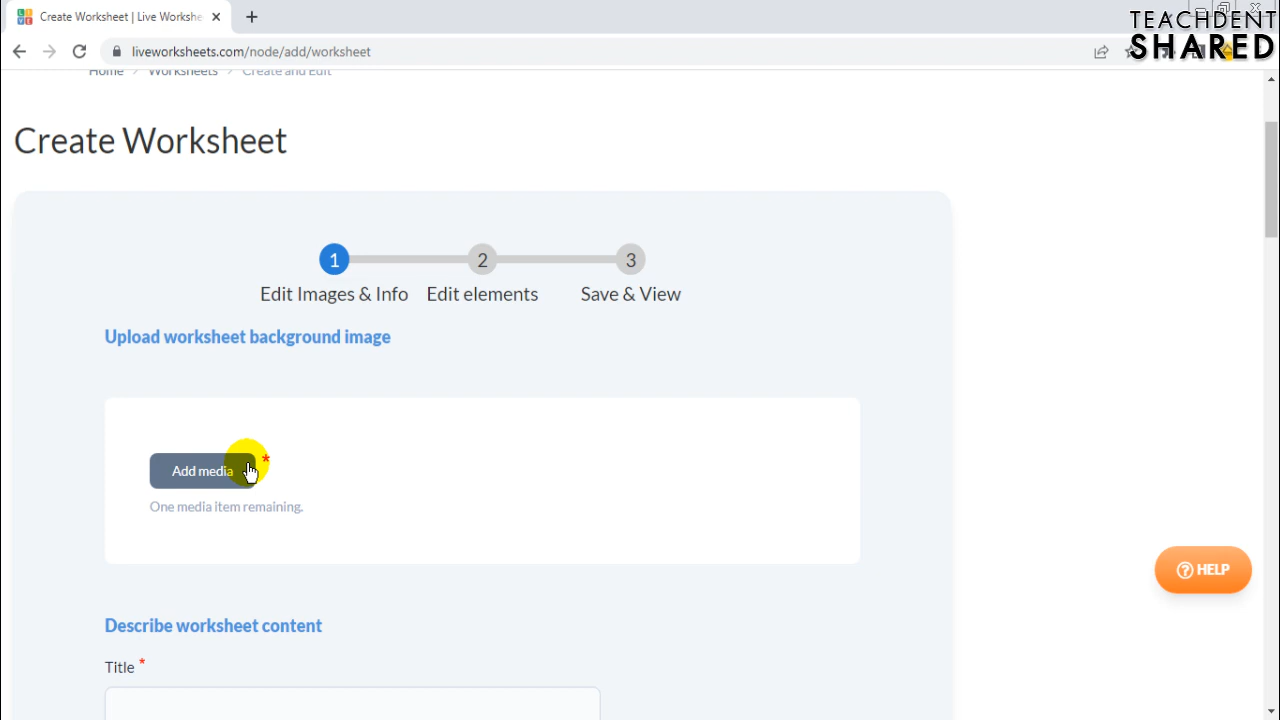 Create Worksheet | Live Workshe
TEACHDENT
SHARED
liveworksheets.com/node/add/worksheet
Home / Worksheets / Create and Edit
Create Worksheet
1 2 3
Edit Images & Info Edit elements Save & View
Upload worksheet background image
Add media *
One media item remaining.
HELP
Describe worksheet content
Title *